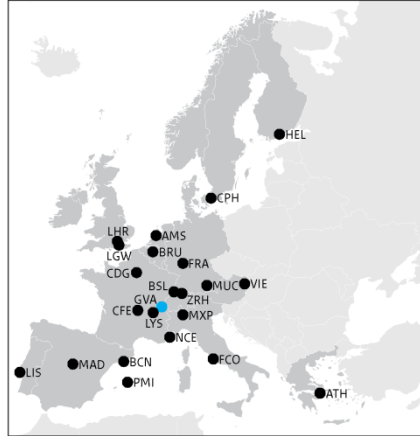 HEL
CPH
LHR
AMS
LGW
BRU
CDG
FRA
BSL
MUC
VIE
GVA
ZRH
CFE
LYS
MXP
NCE
LIS
MAD
BCN
FCO
PMI
ATH